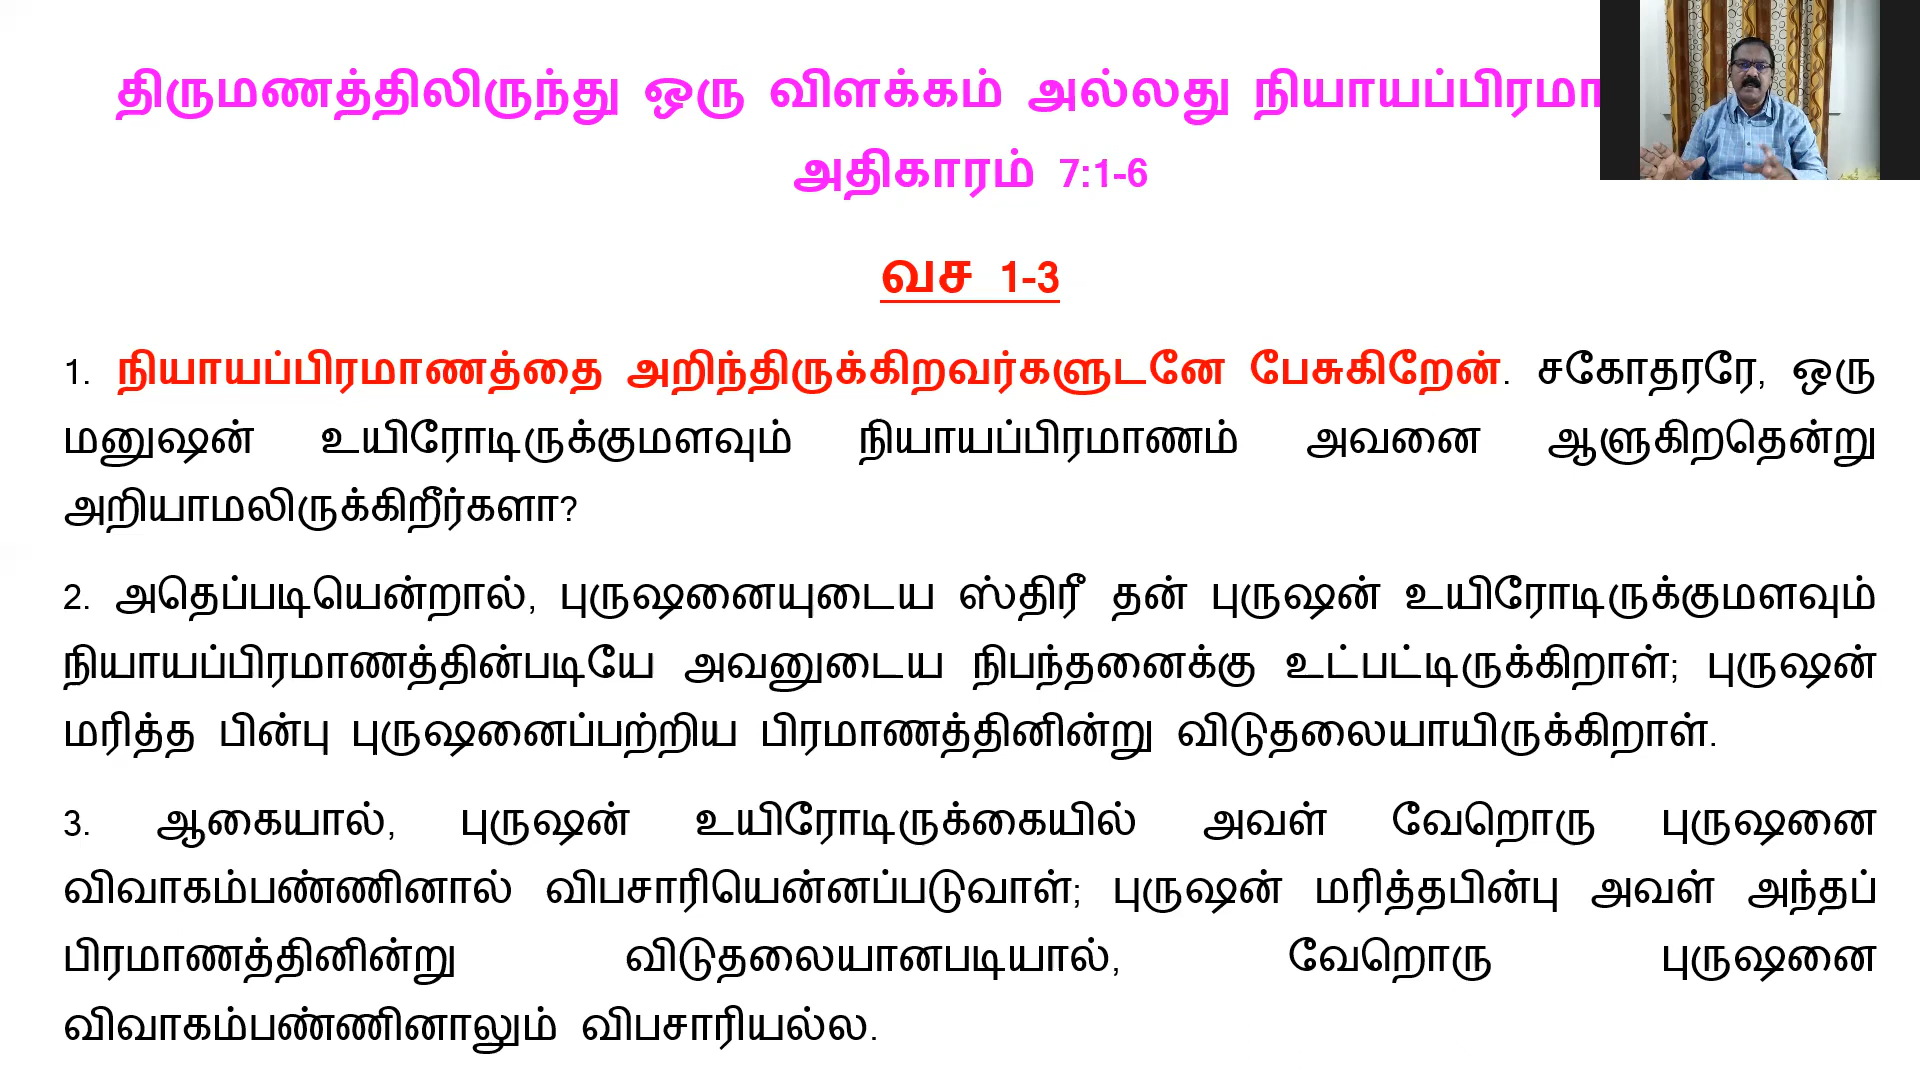 திருமணத்திலிருந்து ஒரு விளக்கம் அல்லது
அதிகாரம் 7:1-6
வச 1-3
1. நியாயப்பிரமாணத்தை அறிந்திருக்கிறவர்களுடனே பேசுகிறேன். சகோதரரே, ஒரு
மனுஷன் உயிரோடிருக்குமளவும் நியாயப்பிரமாணம் அவனை ஆளுகிறதென்று
அறியாமலிருக்கிறீர்களா?
2. அதெப்படியென்றால், புருஷனையுடைய ஸ்திரீ தன் புருஷன் உயிரோடிருக்குமளவும்
நியாயப்பிரமாணத்தின்படியே அவனுடைய நிபந்தனைக்கு உட்பட்டிருக்கிறாள்; புருஷன்
மரித்த பின்பு புருஷனைப்பற்றிய பிரமாணத்தினின்று விடுதலையாயிருக்கிறாள்.
3. ஆகையால், புருஷன் உயிரோடிருக்கையில் அவள் வேறொரு புருஷனை
விவாகம்பண்ணினால் விபசாரியென்னப்படுவாள்; புருஷன் மரித்தபின்பு அவள் அந்தப்
பிரமாணத்தினின்று விடுதலையானபடியால், வேறொரு புருஷனை
விவாகம்பண்ணினாலும் விபசாரியல்ல.